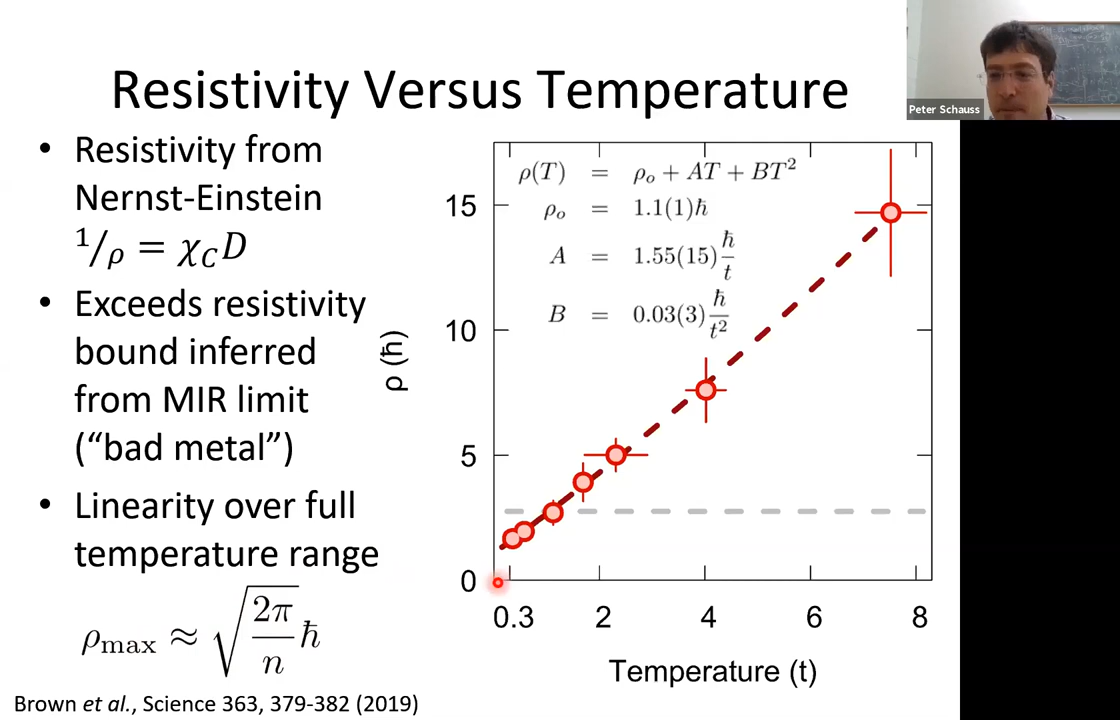 Peter Schauss
Resistivity Versus Temperature
• Resistivity from
Nernst-Einstein
1/ρ = χ_C D
• Exceeds resistivity
bound inferred
from MIR limit
(“bad metal”)
• Linearity over full
temperature range
ρ_max ≈ √(2π/n) ħ
Brown et al., Science 363, 379-382 (2019)
ρ(T) = ρ_o + AT + BT²
ρ_o = 1.1(1)ħ
A = 1.55(15) ħ/t
B = 0.03(3) ħ/t²
ρ (ħ)
15
10
5
0
0.3 2 4 6 8
Temperature (t)